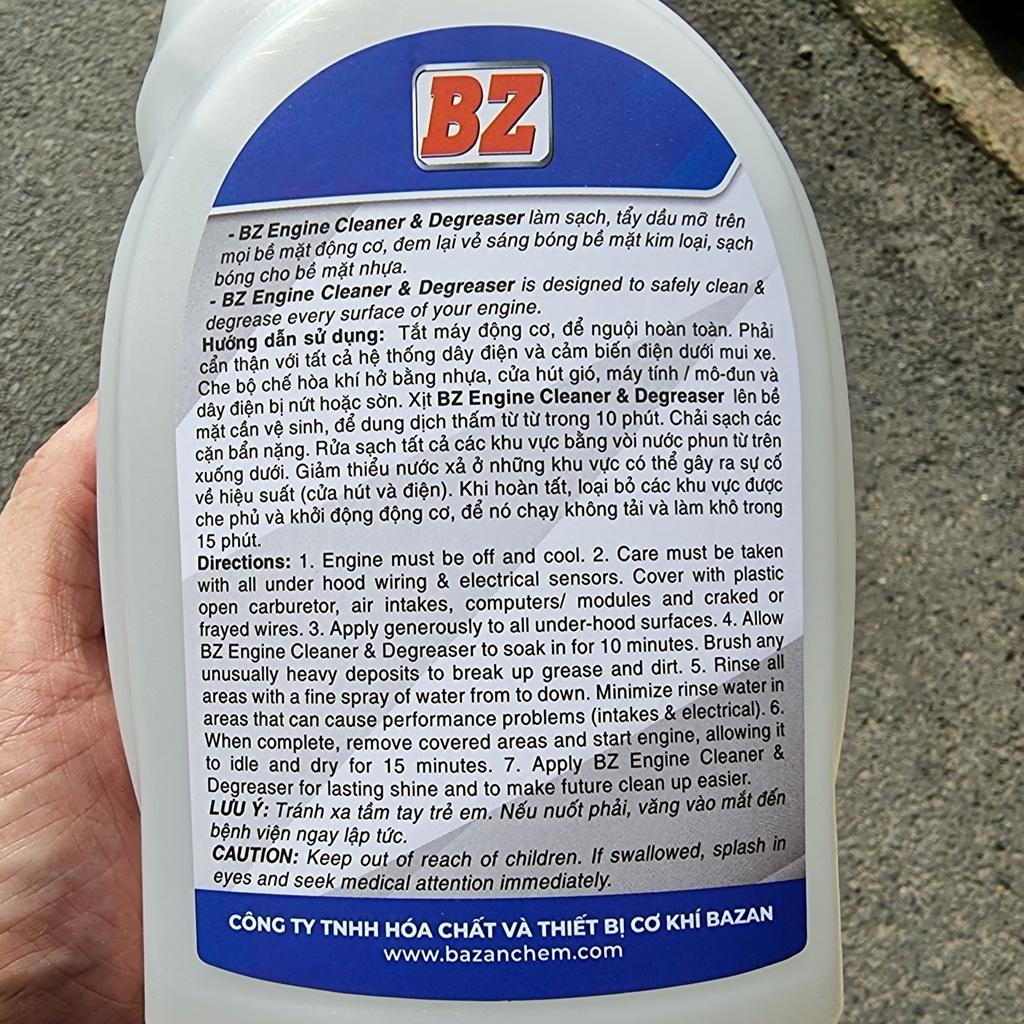 BZ
- BZ Engine Cleaner & Degreaser làm sạch, tẩy dầu mỡ trên
mọi bề mặt động cơ, đem lại vẻ sáng bóng bề mặt kim loại, sạch
bóng cho bề mặt nhựa.
- BZ Engine Cleaner & Degreaser is designed to safely clean &
degrease every surface of your engine.
Hướng dẫn sử dụng: Tắt máy động cơ, để nguội hoàn toàn. Phải
cẩn thận với tất cả hệ thống dây điện và cảm biến điện dưới mui xe.
Che bộ chế hòa khí hở bằng nhựa, cửa hút gió, máy tính / mô-đun và
dây điện bị nứt hoặc sờn. Xịt BZ Engine Cleaner & Degreaser lên bề
mặt cần vệ sinh, để dung dịch thấm từ từ trong 10 phút. Chải sạch các
cặn bẩn nặng. Rửa sạch tất cả các khu vực bằng vòi nước phun từ trên
xuống dưới. Giảm thiểu nước xả ở những khu vực có thể gây ra sự cố
về hiệu suất (cửa hút và điện). Khi hoàn tất, loại bỏ các khu vực được
che phủ và khởi động động cơ, để nó chạy không tải và làm khô trong
15 phút.
Directions: 1. Engine must be off and cool. 2. Care must be taken
with all under hood wiring & electrical sensors. Cover with plastic
open carburetor, air intakes, computers/ modules and craked or
frayed wires. 3. Apply generously to all under-hood surfaces. 4. Allow
BZ Engine Cleaner & Degreaser to soak in for 10 minutes. Brush any
unusually heavy deposits to break up grease and dirt. 5. Rinse all
areas with a fine spray of water from to down. Minimize rinse water in
areas that can cause performance problems (intakes & electrical). 6.
When complete, remove covered areas and start engine, allowing it
to idle and dry for 15 minutes. 7. Apply BZ Engine Cleaner &
Degreaser for lasting shine and to make future clean up easier.
LƯU Ý: Tránh xa tầm tay trẻ em. Nếu nuốt phải, văng vào mắt đến
bệnh viện ngay lập tức.
CAUTION: Keep out of reach of children. If swallowed, splash in
eyes and seek medical attention immediately.
CÔNG TY TNHH HÓA CHẤT VÀ THIẾT BỊ CƠ KHÍ BAZAN
www.bazanchem.com